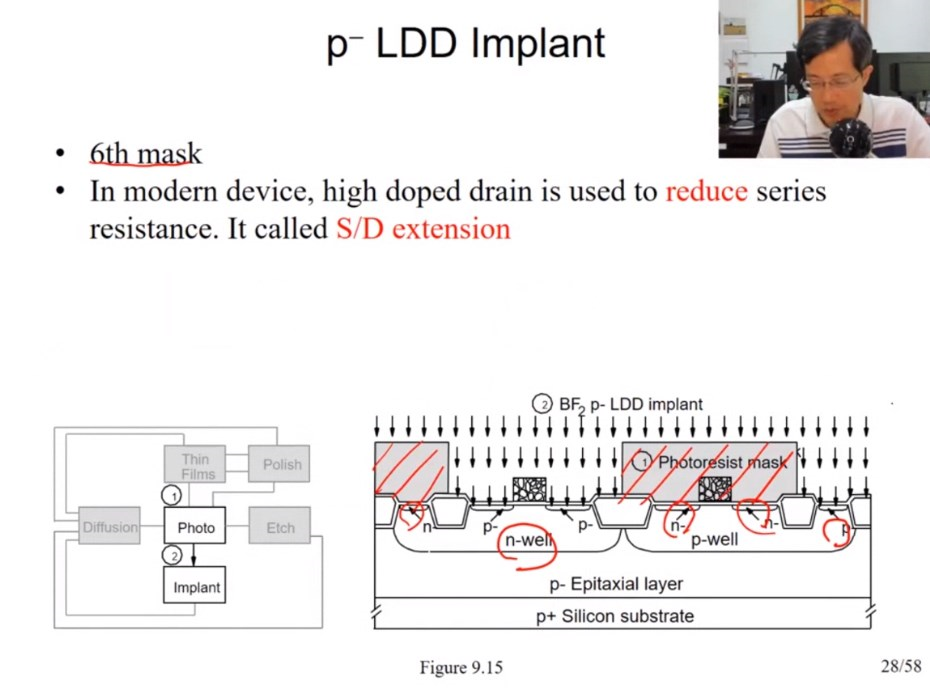 p– LDD Implant
• 6th mask
• In modern device, high doped drain is used to reduce series
resistance. It called S/D extension
2 BF2 p- LDD implant
Thin
Films
Polish
1 Photoresist mask
1
Diffusion
Photo
Etch
n-
p-
p-
n-
n-
p-
n-well
p-well
2
Implant
p- Epitaxial layer
p+ Silicon substrate
Figure 9.15
28/58